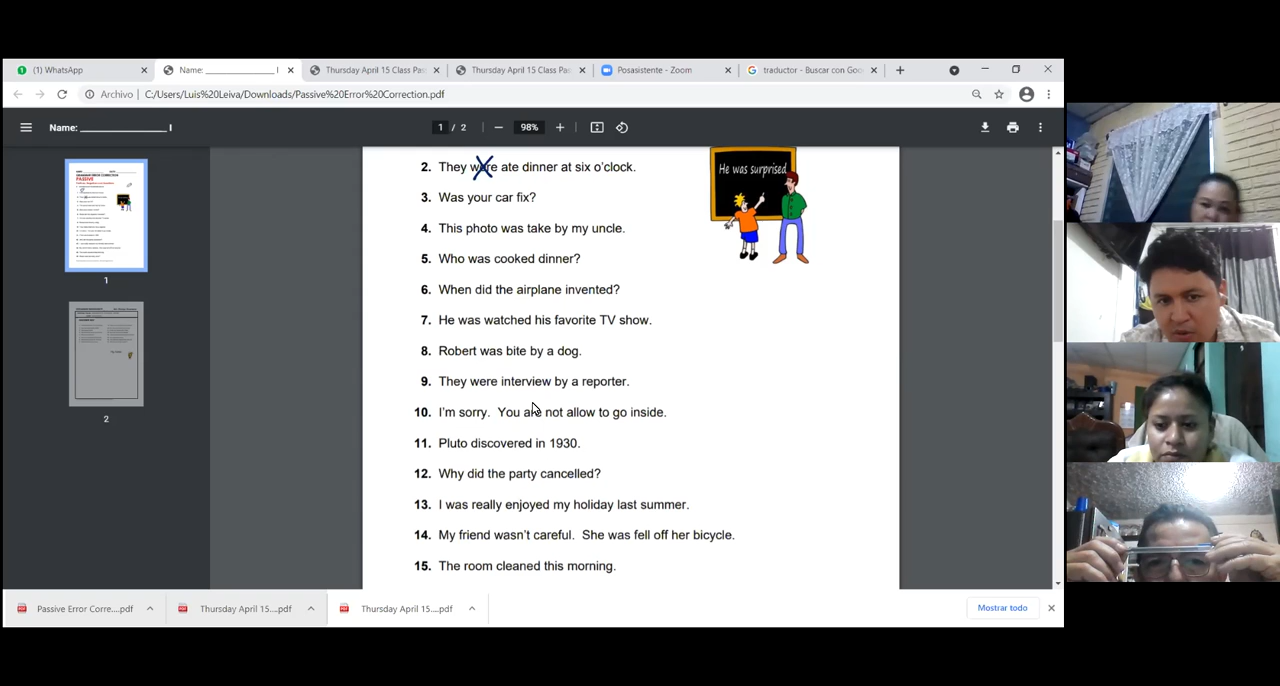 (1) WhatsApp
Name: ________________ I
Thursday April 15 Class Pas
Thursday April 15 Class Pas
Posasistente - Zoom
traductor - Buscar con Goo
Archivo | C:/Users/Luis%20Leiva/Downloads/Passive%20Error%20Correction.pdf
Name: ________________ I
1 / 2
98%
2. They were ate dinner at six o'clock.
3. Was your car fix?
4. This photo was take by my uncle.
5. Who was cooked dinner?
6. When did the airplane invented?
7. He was watched his favorite TV show.
8. Robert was bite by a dog.
9. They were interview by a reporter.
10. I'm sorry. You are not allow to go inside.
11. Pluto discovered in 1930.
12. Why did the party cancelled?
13. I was really enjoyed my holiday last summer.
14. My friend wasn't careful. She was fell off her bicycle.
15. The room cleaned this morning.
He was surprised
PASSIVE
1
2
Passive Error Corre....pdf
Thursday April 15....pdf
Thursday April 15....pdf
Mostrar todo